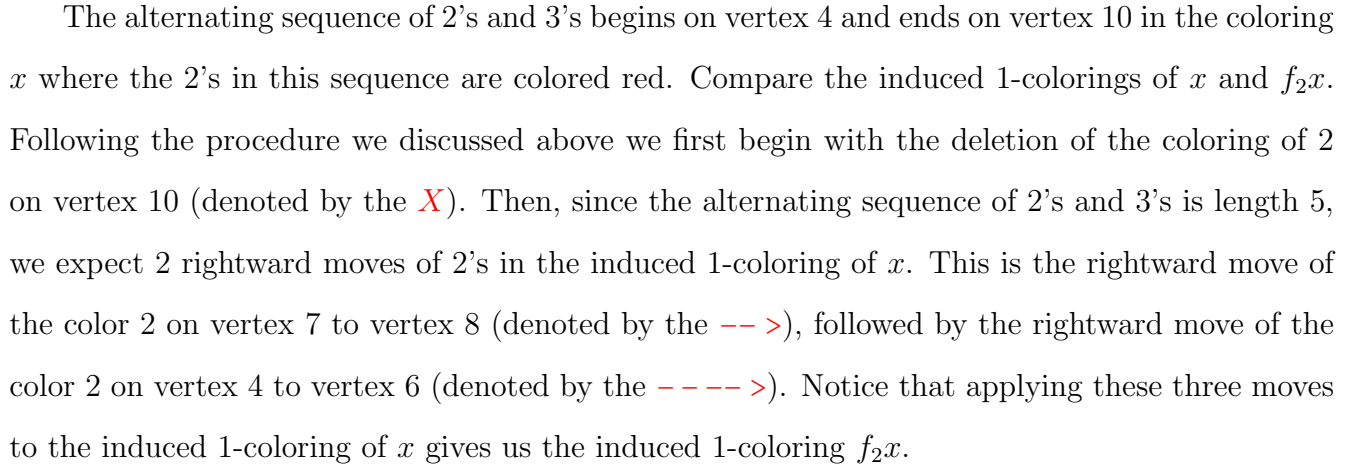 The alternating sequence of 2's and 3's begins on vertex 4 and ends on vertex 10 in the coloring
x where the 2's in this sequence are colored red. Compare the induced 1-colorings of x and f₂x.
Following the procedure we discussed above we first begin with the deletion of the coloring of 2
on vertex 10 (denoted by the X). Then, since the alternating sequence of 2's and 3's is length 5,
we expect 2 rightward moves of 2's in the induced 1-coloring of x. This is the rightward move of
the color 2 on vertex 7 to vertex 8 (denoted by the -- >), followed by the rightward move of the
color 2 on vertex 4 to vertex 6 (denoted by the ---- >). Notice that applying these three moves
to the induced 1-coloring of x gives us the induced 1-coloring f₂x.